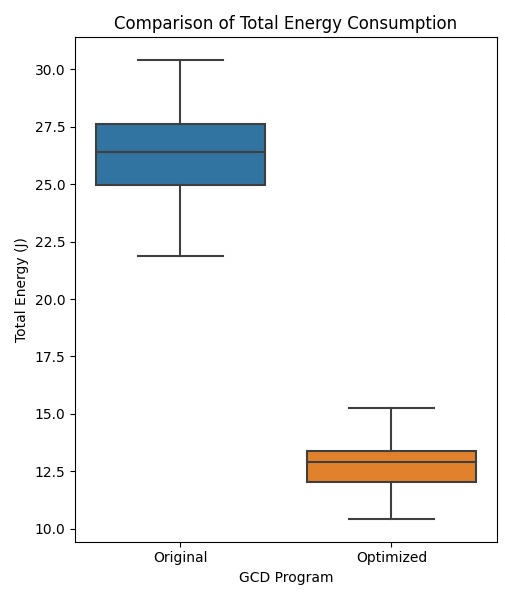 Comparison of Total Energy Consumption
30.0
27.5
25.0
22.5
20.0
17.5
15.0
12.5
10.0
Total Energy (J)
Original
Optimized
GCD Program